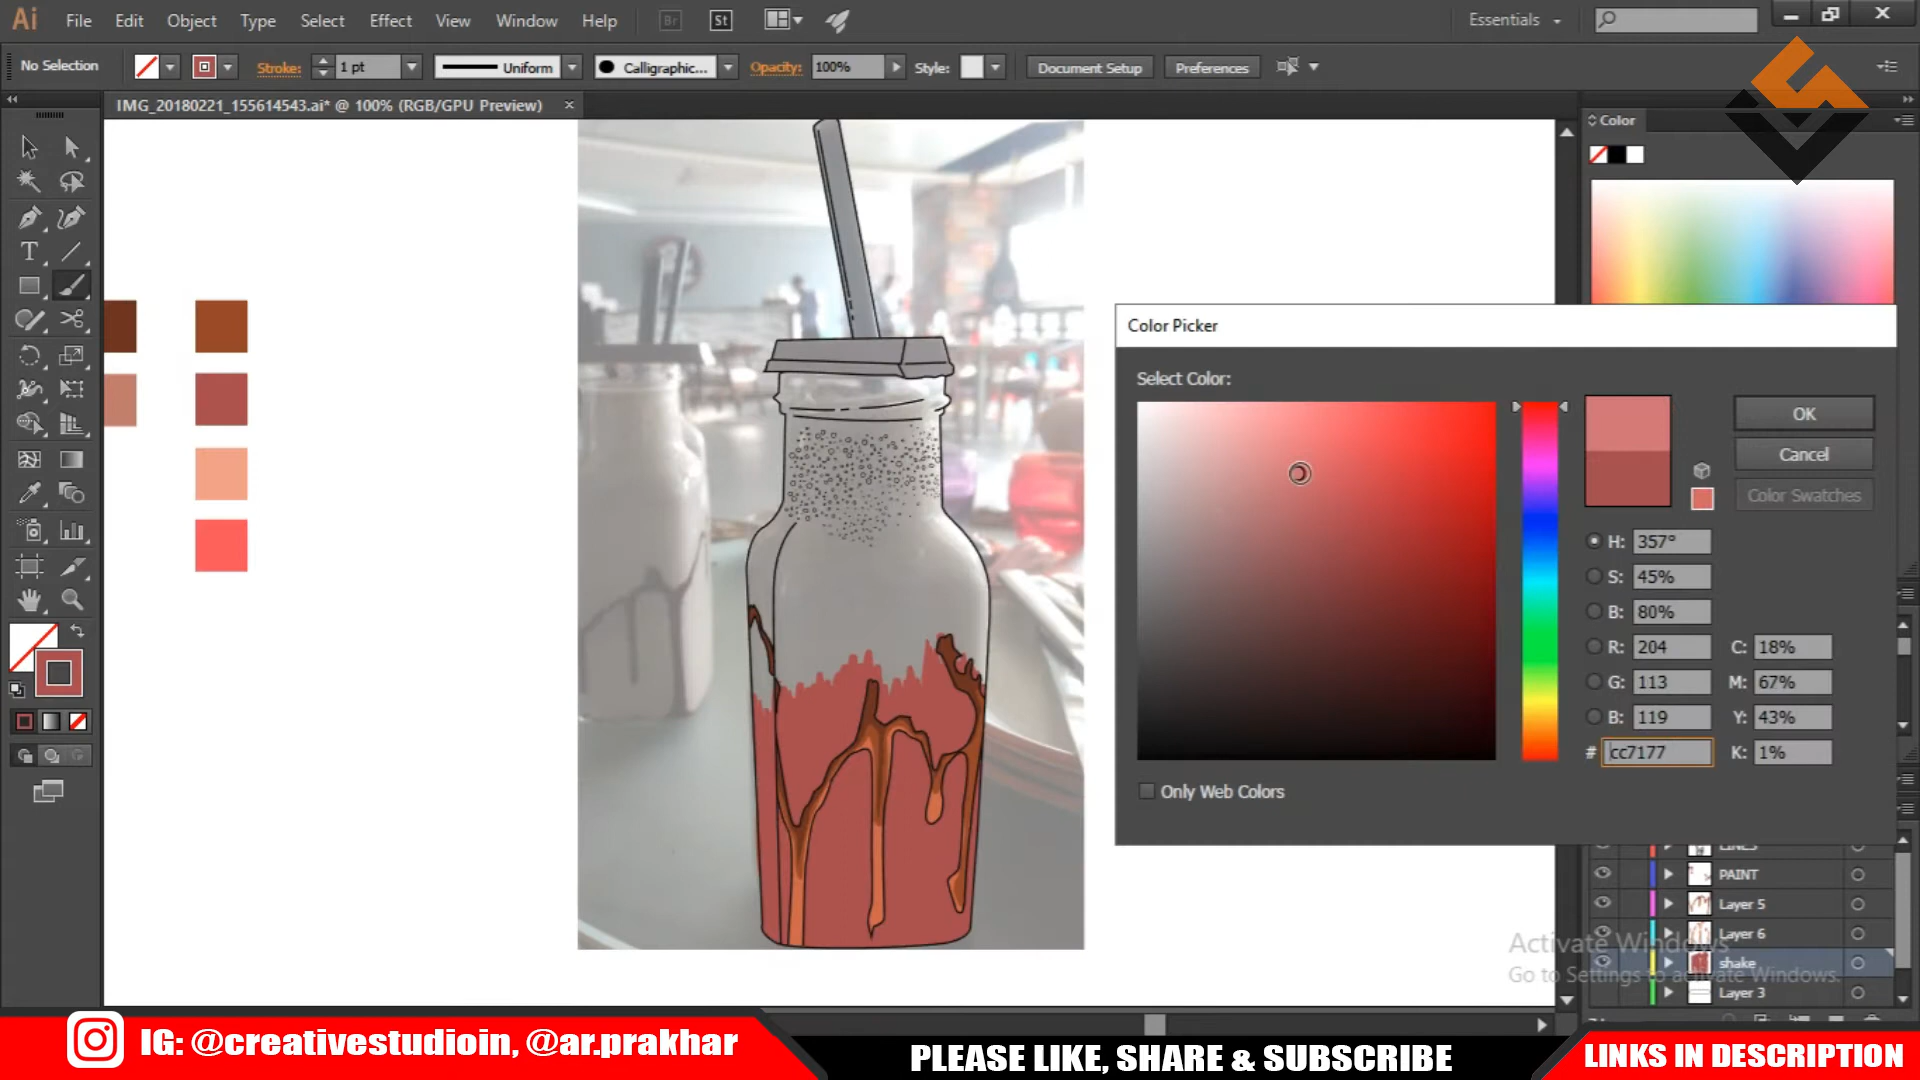 Ai File Edit Object Type Select Effect View Window Help Br St Essentials
No Selection Stroke: 1 pt Uniform Calligraphic... Opacity: 100% Style: Document Setup Preferences
IMG_20180221_155614543.ai* @ 100% (RGB/GPU Preview) ×
Color
Color Picker
Select Color:
OK
Cancel
Color Swatches
H: 357°
S: 45%
B: 80%
R: 204 C: 18%
G: 113 M: 67%
B: 119 Y: 43%
# cc7177 K: 1%
Only Web Colors
LINES
PAINT
Layer 5
Layer 6
Activate Windows
shake
Go to Settings to activate Windows.
Layer 3
IG: @creativestudioin, @ar.prakhar
PLEASE LIKE, SHARE & SUBSCRIBE
LINKS IN DESCRIPTION